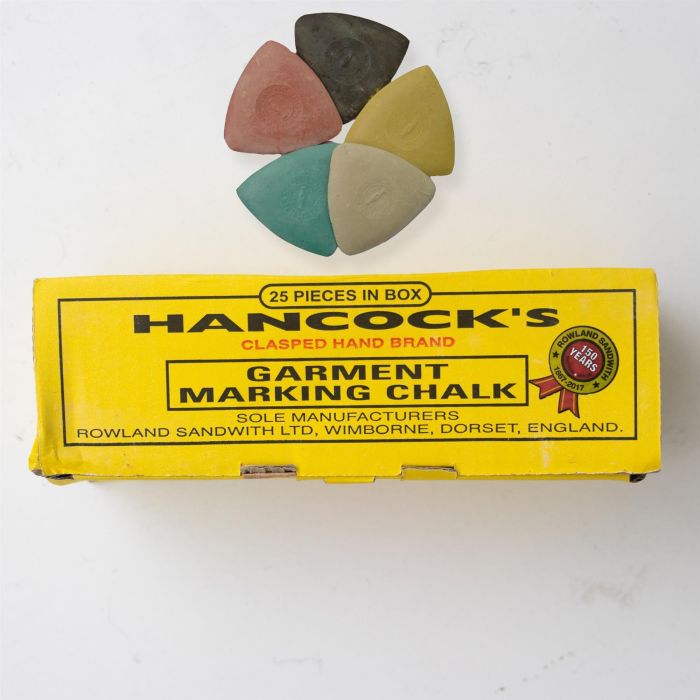 25 PIECES IN BOX
HANCOCK'S
CLASPED HAND BRAND
GARMENT
MARKING CHALK
SOLE MANUFACTURERS
ROWLAND SANDWITH LTD, WIMBORNE, DORSET, ENGLAND.
ROWLAND SANDWITH
150
YEARS
1867-2017